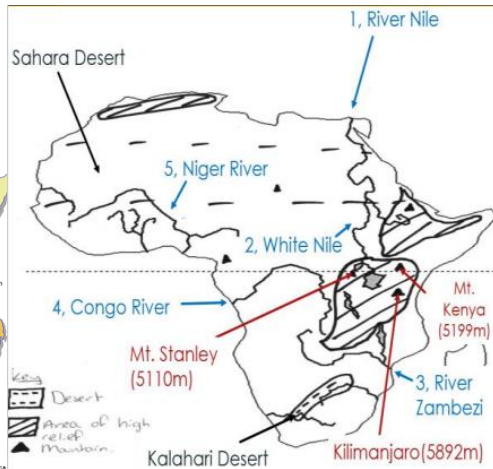 1, River Nile
Sahara Desert
5, Niger River
2, White Nile
4, Congo River
Mt.
Kenya
(5199m)
Mt. Stanley
(5110m)
3, River
Zambezi
Kilimanjaro(5892m)
Kalahari Desert
Key
Desert
Area of high
relief
Mountain.